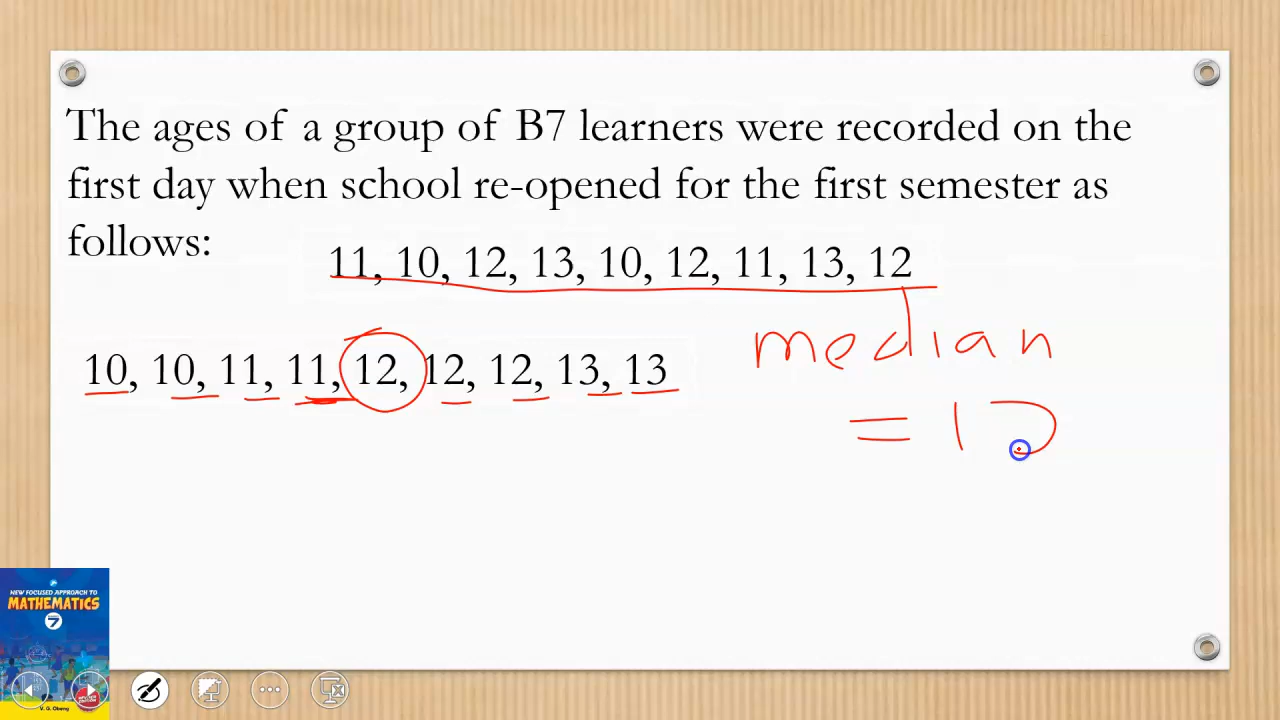 The ages of a group of B7 learners were recorded on the
first day when school re-opened for the first semester as
follows:
11, 10, 12, 13, 10, 12, 11, 13, 12
10, 10, 11, 11, 12, 12, 12, 13, 13
median
= 12
NEW FOCUSED APPROACH TO
MATHEMATICS
7